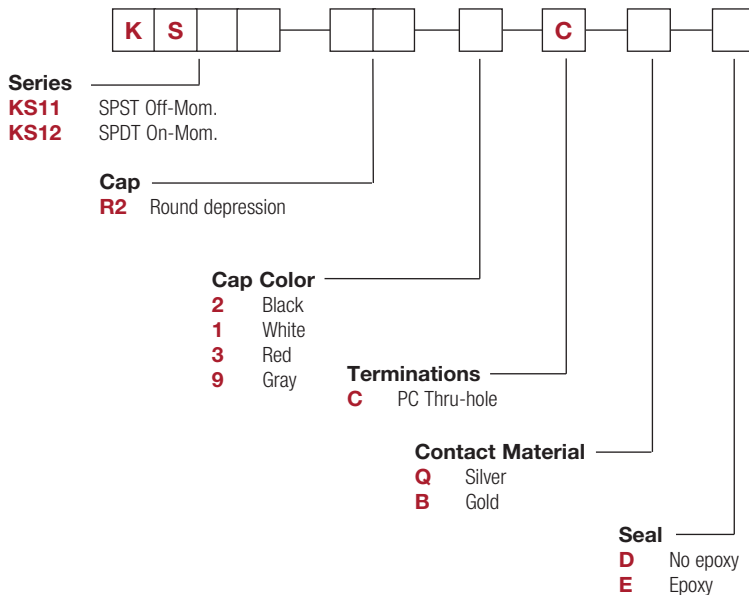 K S C
Series
KS11 SPST Off-Mom.
KS12 SPDT On-Mom.
Cap
R2 Round depression
Cap Color
2 Black
1 White
3 Red
9 Gray
Terminations
C PC Thru-hole
Contact Material
Q Silver
B Gold
Seal
D No epoxy
E Epoxy